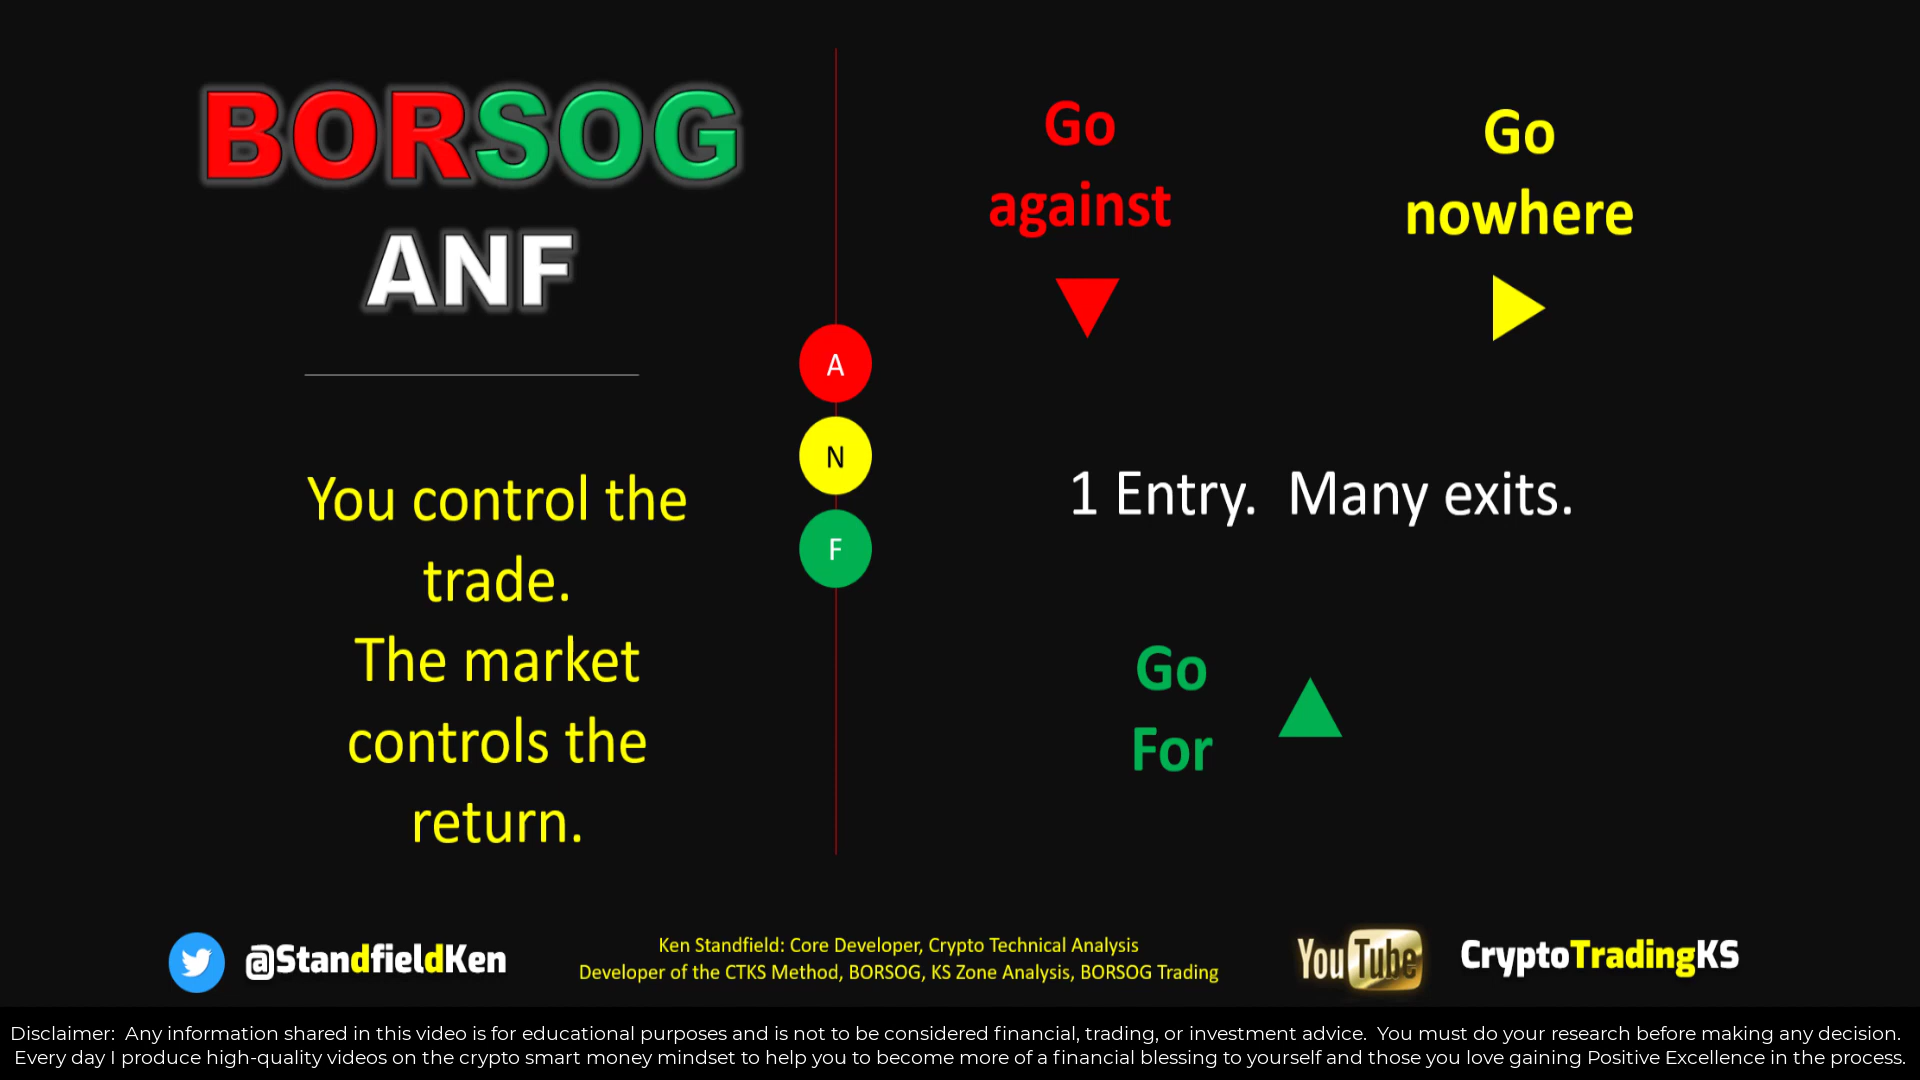 BORSOG
ANF
You control the
trade.
The market
controls the
return.
A
N
F
Go
against
Go
nowhere
1 Entry.  Many exits.
Go
For
@StandfieldKen
Ken Standfield: Core Developer, Crypto Technical Analysis
Developer of the CTKS Method, BORSOG, KS Zone Analysis, BORSOG Trading
YouTube
CryptoTradingKS
Disclaimer:  Any information shared in this video is for educational purposes and is not to be considered financial, trading, or investment advice.  You must do your research before making any decision.
Every day I produce high-quality videos on the crypto smart money mindset to help you to become more of a financial blessing to yourself and those you love gaining Positive Excellence in the process.